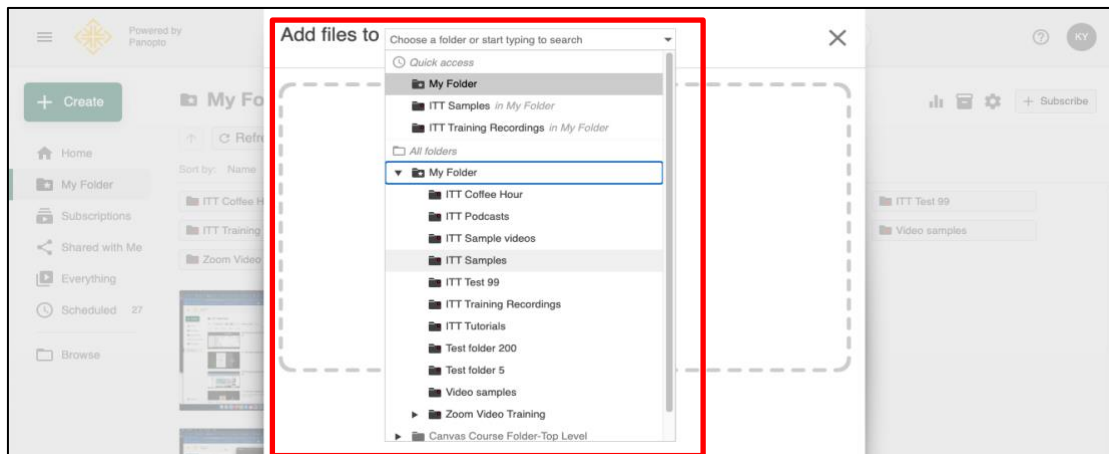 Powered by
Panopto
Add files to
Choose a folder or start typing to search
KY
Quick access
My Folder
ITT Samples in My Folder
ITT Training Recordings in My Folder
All folders
My Folder
ITT Coffee Hour
ITT Podcasts
ITT Sample videos
ITT Samples
ITT Test 99
ITT Training Recordings
ITT Tutorials
Test folder 200
Test folder 5
Video samples
Zoom Video Training
Canvas Course Folder-Top Level
+ Create
Home
My Folder
Subscriptions
Shared with Me
Everything
Scheduled 27
Browse
My Fo
Refre
Sort by: Name
ITT Coffee H
ITT Training
Zoom Video
+ Subscribe
ITT Test 99
Video samples